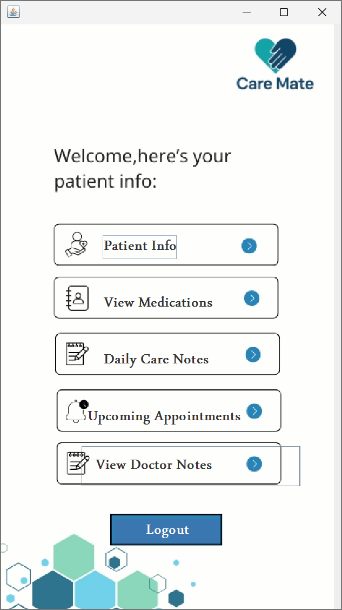 Care Mate
Welcome,here's your
patient info:
Patient Info
View Medications
Daily Care Notes
Upcoming Appointments
View Doctor Notes
Logout